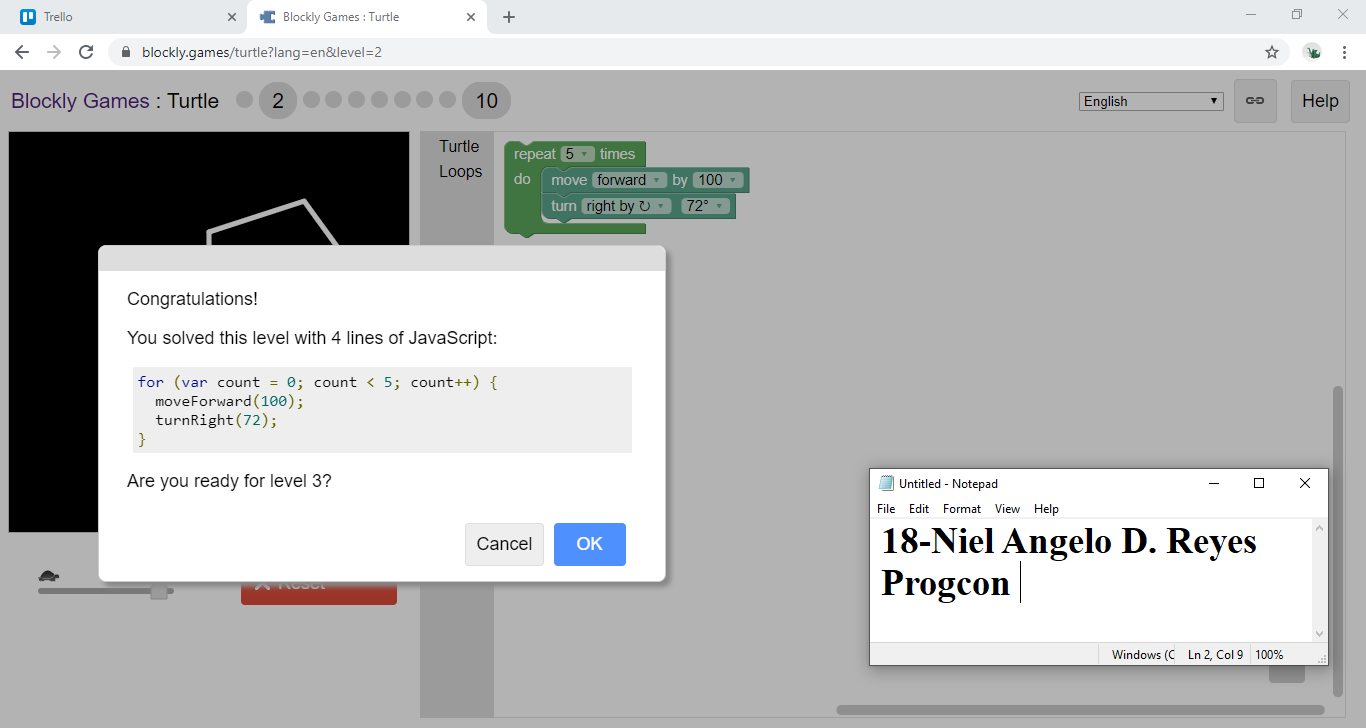 Trello
Blockly Games : Turtle
blockly.games/turtle?lang=en&level=2
Blockly Games : Turtle 2 10
English
Help
Turtle
Loops
repeat 5 times
do move forward by 100
turn right by ↻ 72°
Congratulations!
You solved this level with 4 lines of JavaScript:
for (var count = 0; count < 5; count++) {
  moveForward(100);
  turnRight(72);
}
Are you ready for level 3?
Cancel OK
Reset
Untitled - Notepad
File Edit Format View Help
18-Niel Angelo D. Reyes
Progcon
Windows (C Ln 2, Col 9 100%